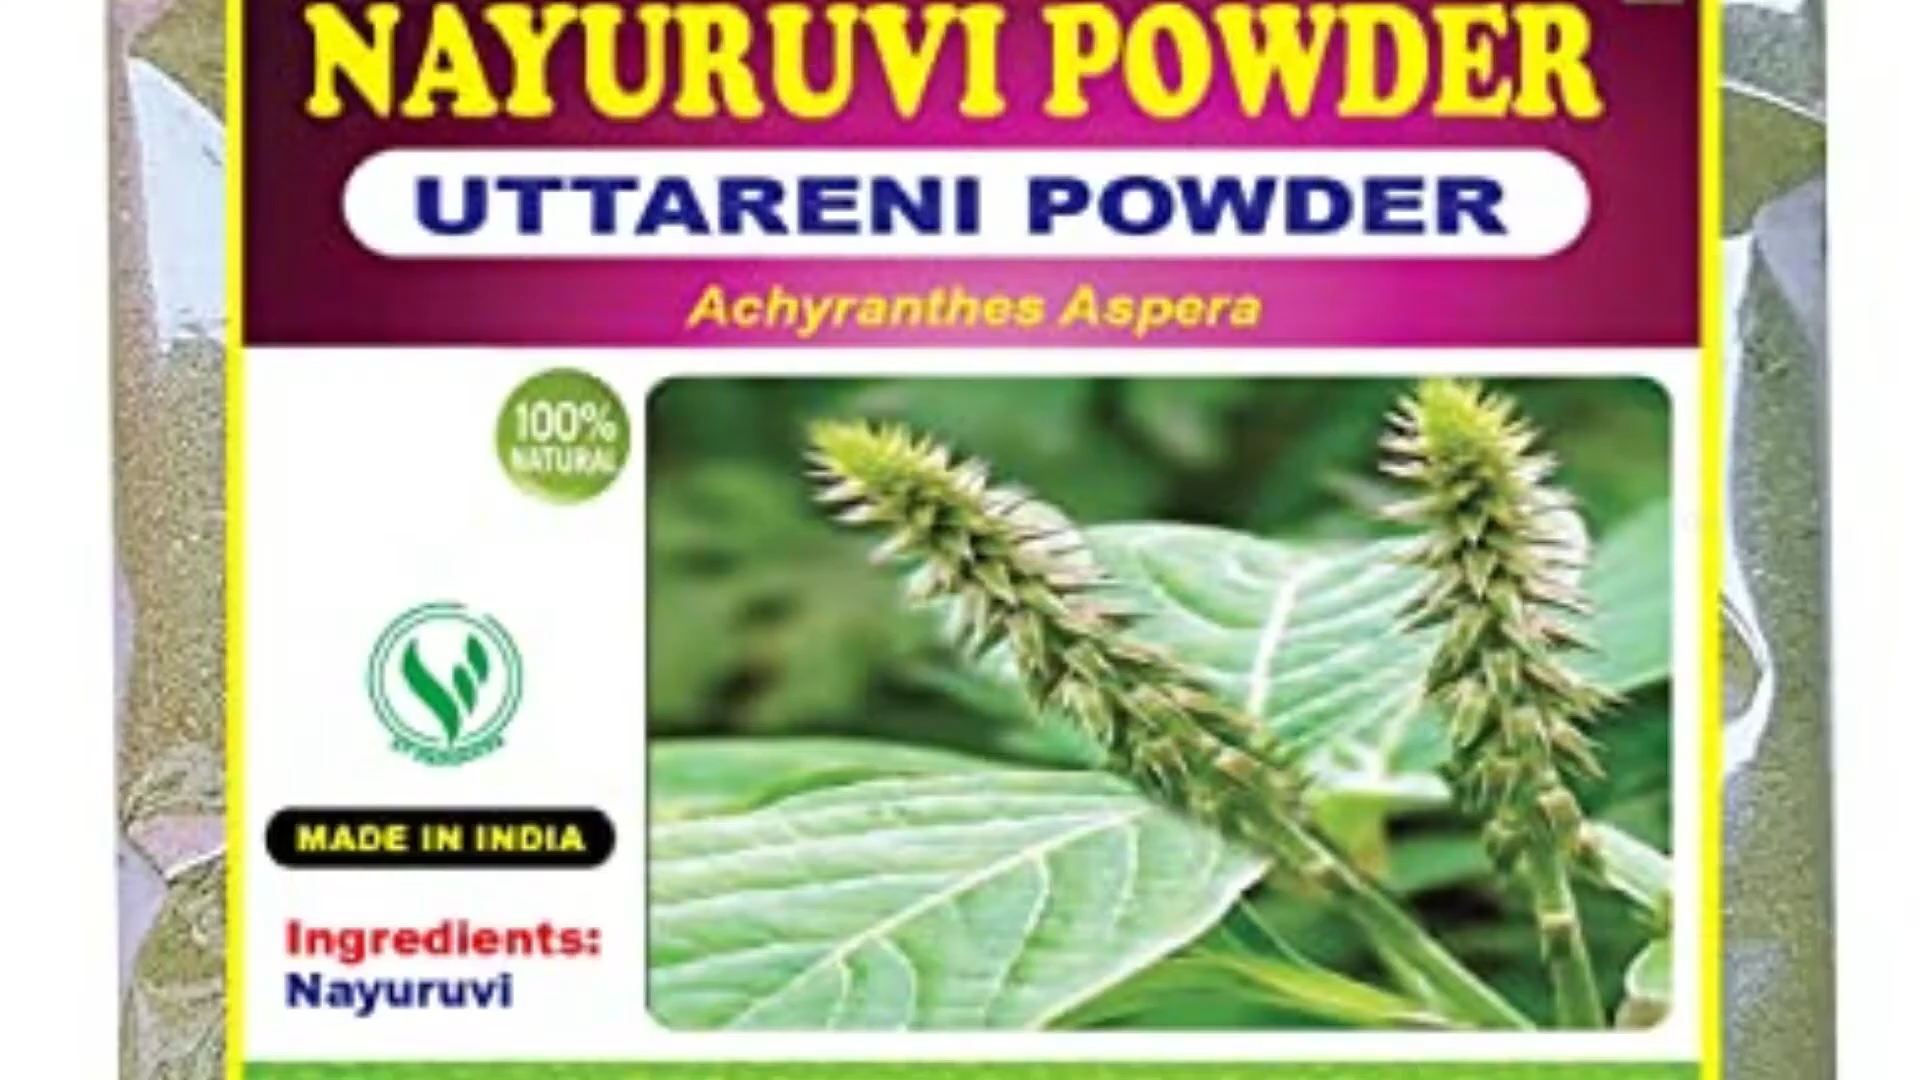 NAYURUVI POWDER
UTTARENI POWDER
Achyranthes Aspera
100%
NATURAL
MADE IN INDIA
Ingredients:
Nayuruvi